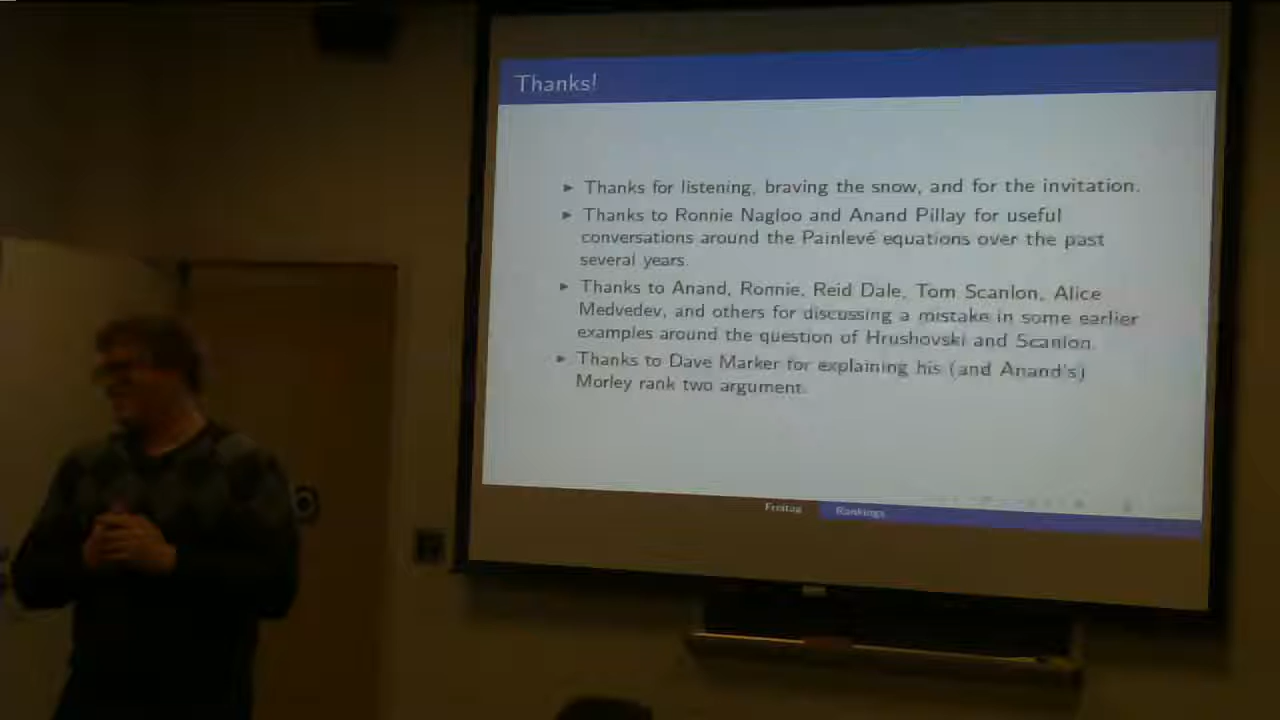 Thanks!
▶ Thanks for listening, braving the snow, and for the invitation.
▶ Thanks to Ronnie Nagloo and Anand Pillay for useful
conversations around the Painlevé equations over the past
several years.
▶ Thanks to Anand, Ronnie, Reid Dale, Tom Scanlon, Alice
Medvedev, and others for discussing a mistake in some earlier
examples around the question of Hrushovski and Scanlon.
▶ Thanks to Dave Marker for explaining his (and Anand's)
Morley rank two argument.
Freitag Rankings